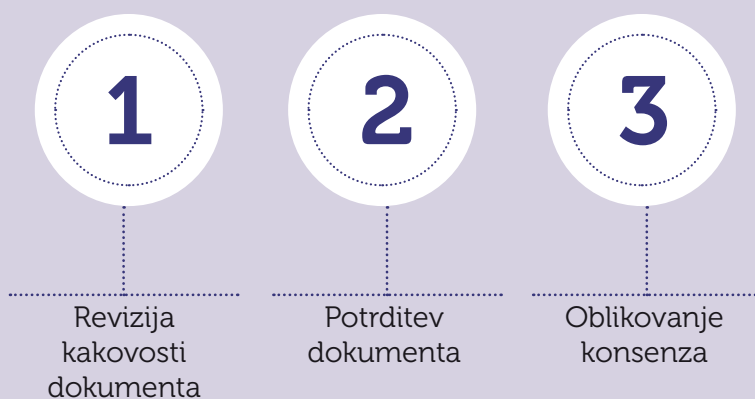 1
Revizija
kakovosti
dokumenta
2
Potrditev
dokumenta
3
Oblikovanje
konsenza